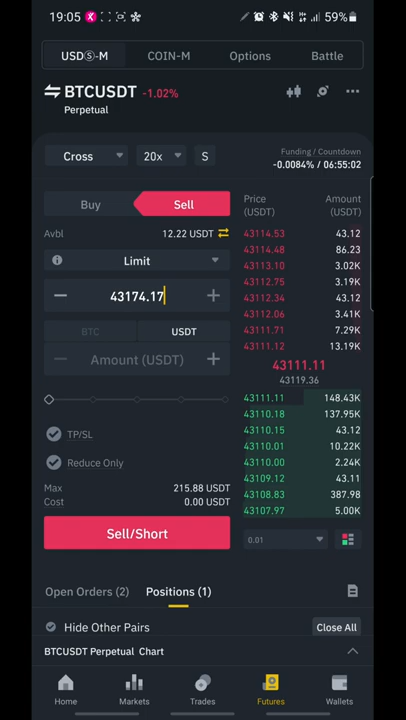 19:05
59%
USDⓈ-M
COIN-M
Options
Battle
BTCUSDT -1.02%
Perpetual
Cross
20x
S
Funding / Countdown
-0.0084% / 06:55:02
Buy
Sell
Avbl
12.22 USDT
Limit
43174.17
BTC
USDT
Amount (USDT)
TP/SL
Reduce Only
Max
215.88 USDT
Cost
0.00 USDT
Sell/Short
Price
(USDT)
Amount
(USDT)
43114.53 43.12
43114.48 86.23
43113.10 3.02K
43112.75 3.19K
43112.34 43.12
43112.06 3.41K
43111.71 7.29K
43111.12 13.19K
43111.11
43119.36
43111.11 148.43K
43110.18 137.95K
43110.15 43.12
43110.01 10.22K
43110.00 2.24K
43109.12 43.11
43108.83 387.98
43107.97 5.00K
0.01
Open Orders (2)
Positions (1)
Hide Other Pairs
Close All
BTCUSDT Perpetual Chart
Home
Markets
Trades
Futures
Wallets